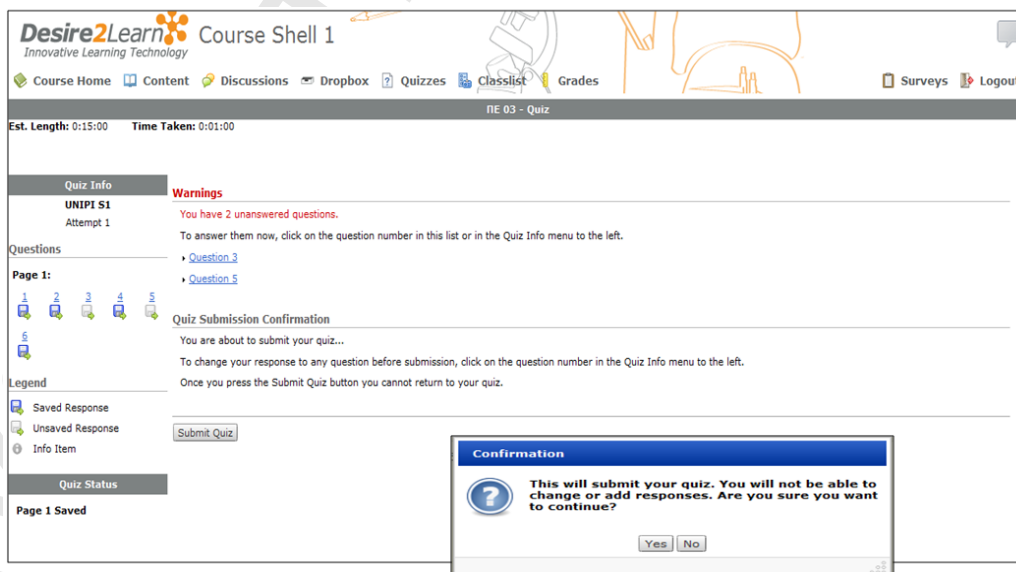 Desire2Learn Course Shell 1
Innovative Learning Technology
Course Home Content Discussions Dropbox Quizzes Classlist Grades Surveys Logout
ΠΕ 03 - Quiz
Est. Length: 0:15:00 Time Taken: 0:01:00
Quiz Info
UNIPI S1
Attempt 1
Questions
Page 1:
1 2 3 4 5
6
Legend
Saved Response
Unsaved Response
Info Item
Quiz Status
Page 1 Saved
Warnings
You have 2 unanswered questions.
To answer them now, click on the question number in this list or in the Quiz Info menu to the left.
Question 3
Question 5
Quiz Submission Confirmation
You are about to submit your quiz...
To change your response to any question before submission, click on the question number in the Quiz Info menu to the left.
Once you press the Submit Quiz button you cannot return to your quiz.
Submit Quiz
Confirmation
This will submit your quiz. You will not be able to
change or add responses. Are you sure you want
to continue?
Yes No